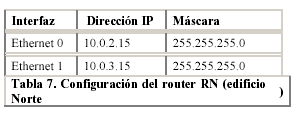 Interfaz Dirección IP Máscara
Ethernet 0 10.0.2.15 255.255.255.0
Ethernet 1 10.0.3.15 255.255.255.0
Tabla 7. Configuración del router RN (edificio
Norte )